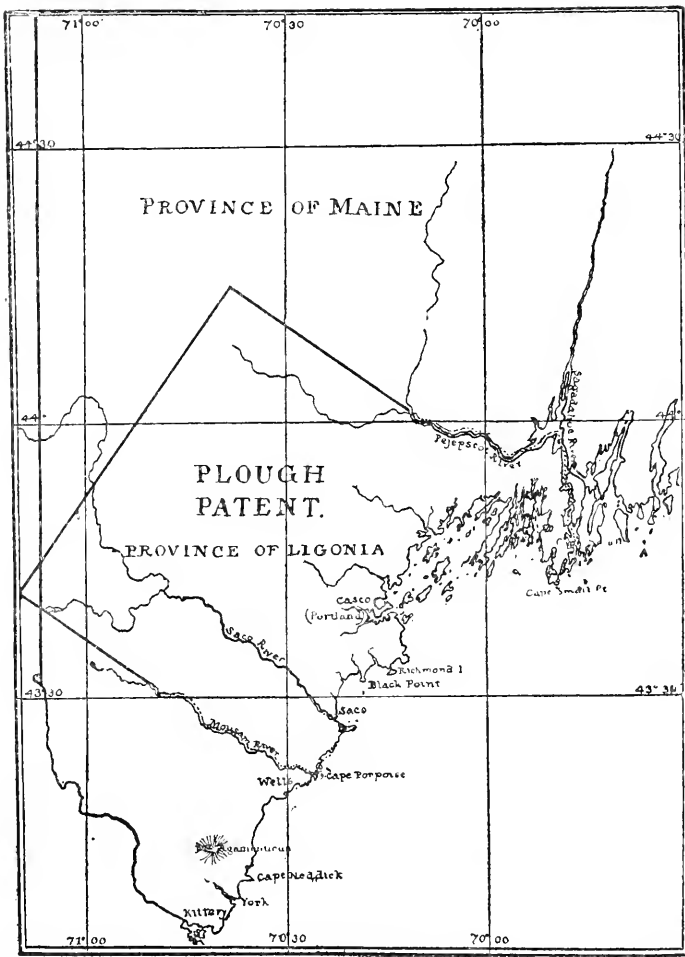 71°00 70°30 70°00
44°30 44°30
PROVINCE OF MAINE
44° 44°
Pejepscot River
Sagadahoc River
PLOUGH
PATENT.
PROVINCE OF LIGONIA
Casco
(Portland)
Cape Small Pt
Saco River
Richmond I
Black Point
43°30 43°30
Saco
Mousam River
Wells
Cape Porpoise
Agamenticus
Cape Neddick
York
Kittery
71°00 70°30 70°00